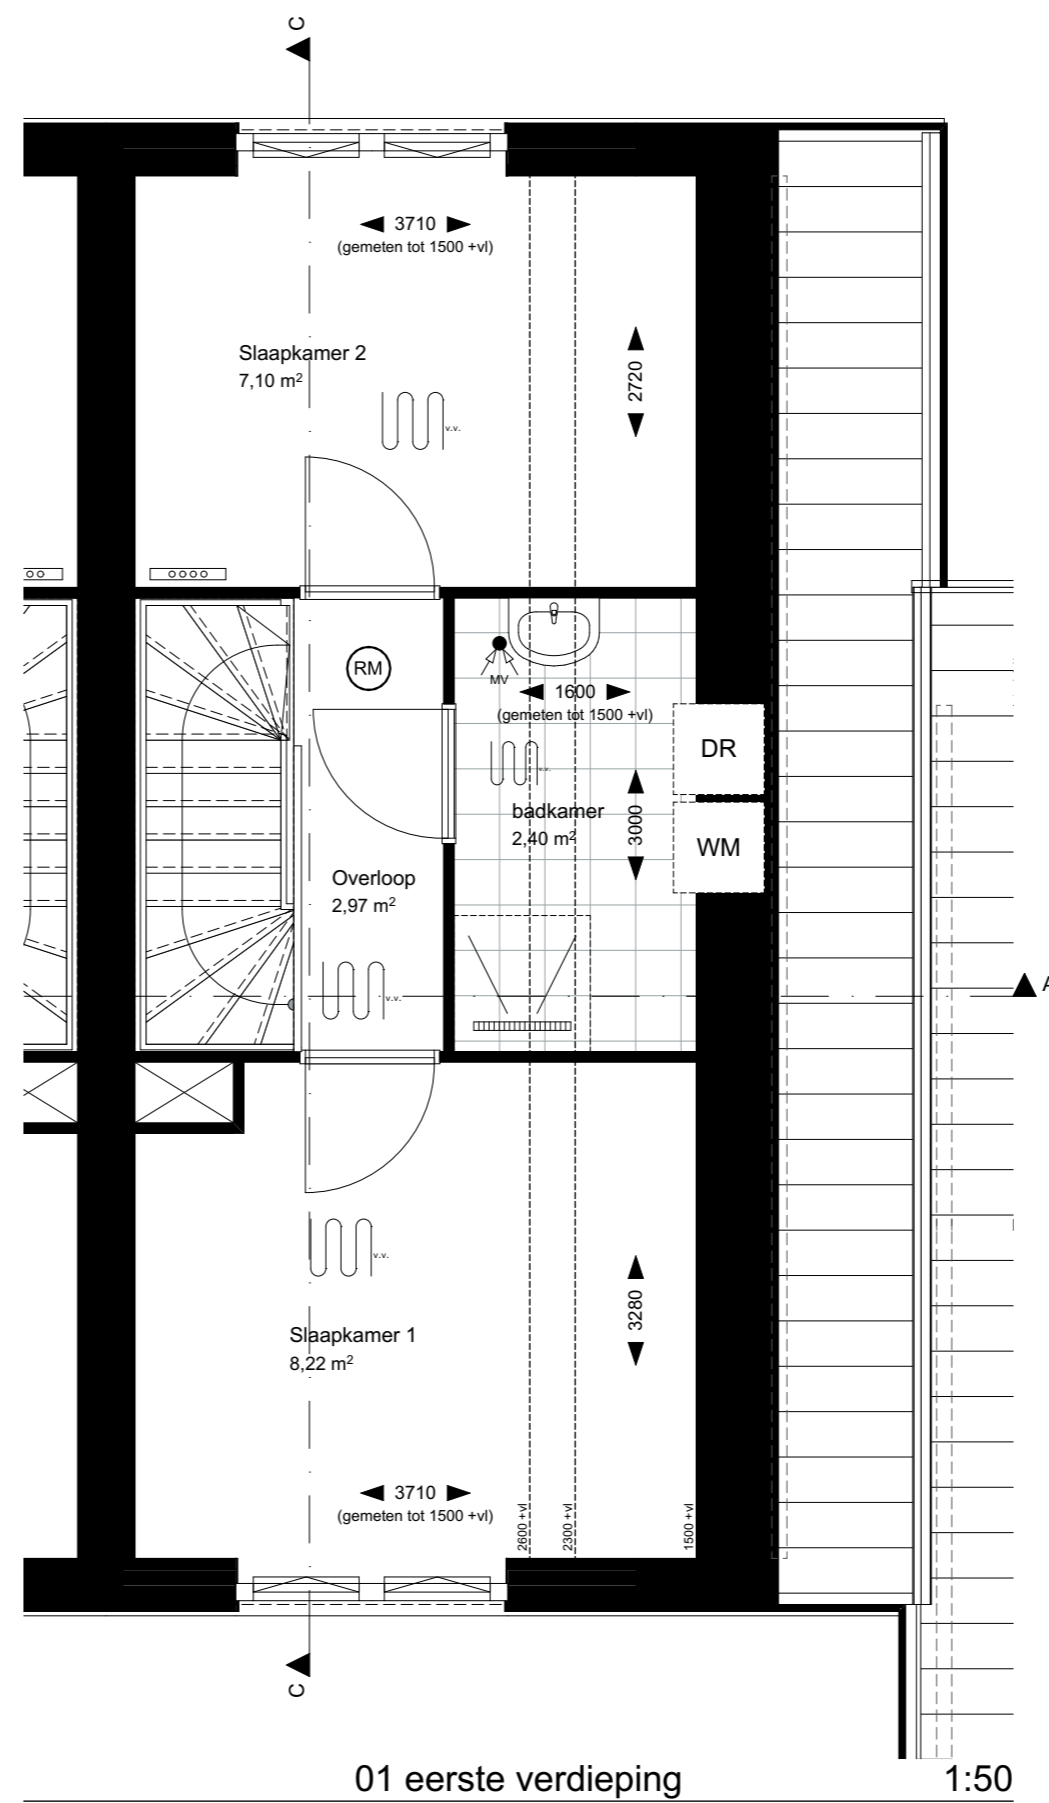 C
3710
(gemeten tot 1500 +vl)
Slaapkamer 2
7,10 m²
2720
v.v.
RM
MV
1600
(gemeten tot 1500 +vl)
DR
v.v.
badkamer
2,40 m²
3000
WM
Overloop
2,97 m²
v.v.
A
v.v.
3280
Slaapkamer 1
8,22 m²
3710
(gemeten tot 1500 +vl)
2600 +vl
2300 +vl
1500 +vl
C
01 eerste verdieping
1:50